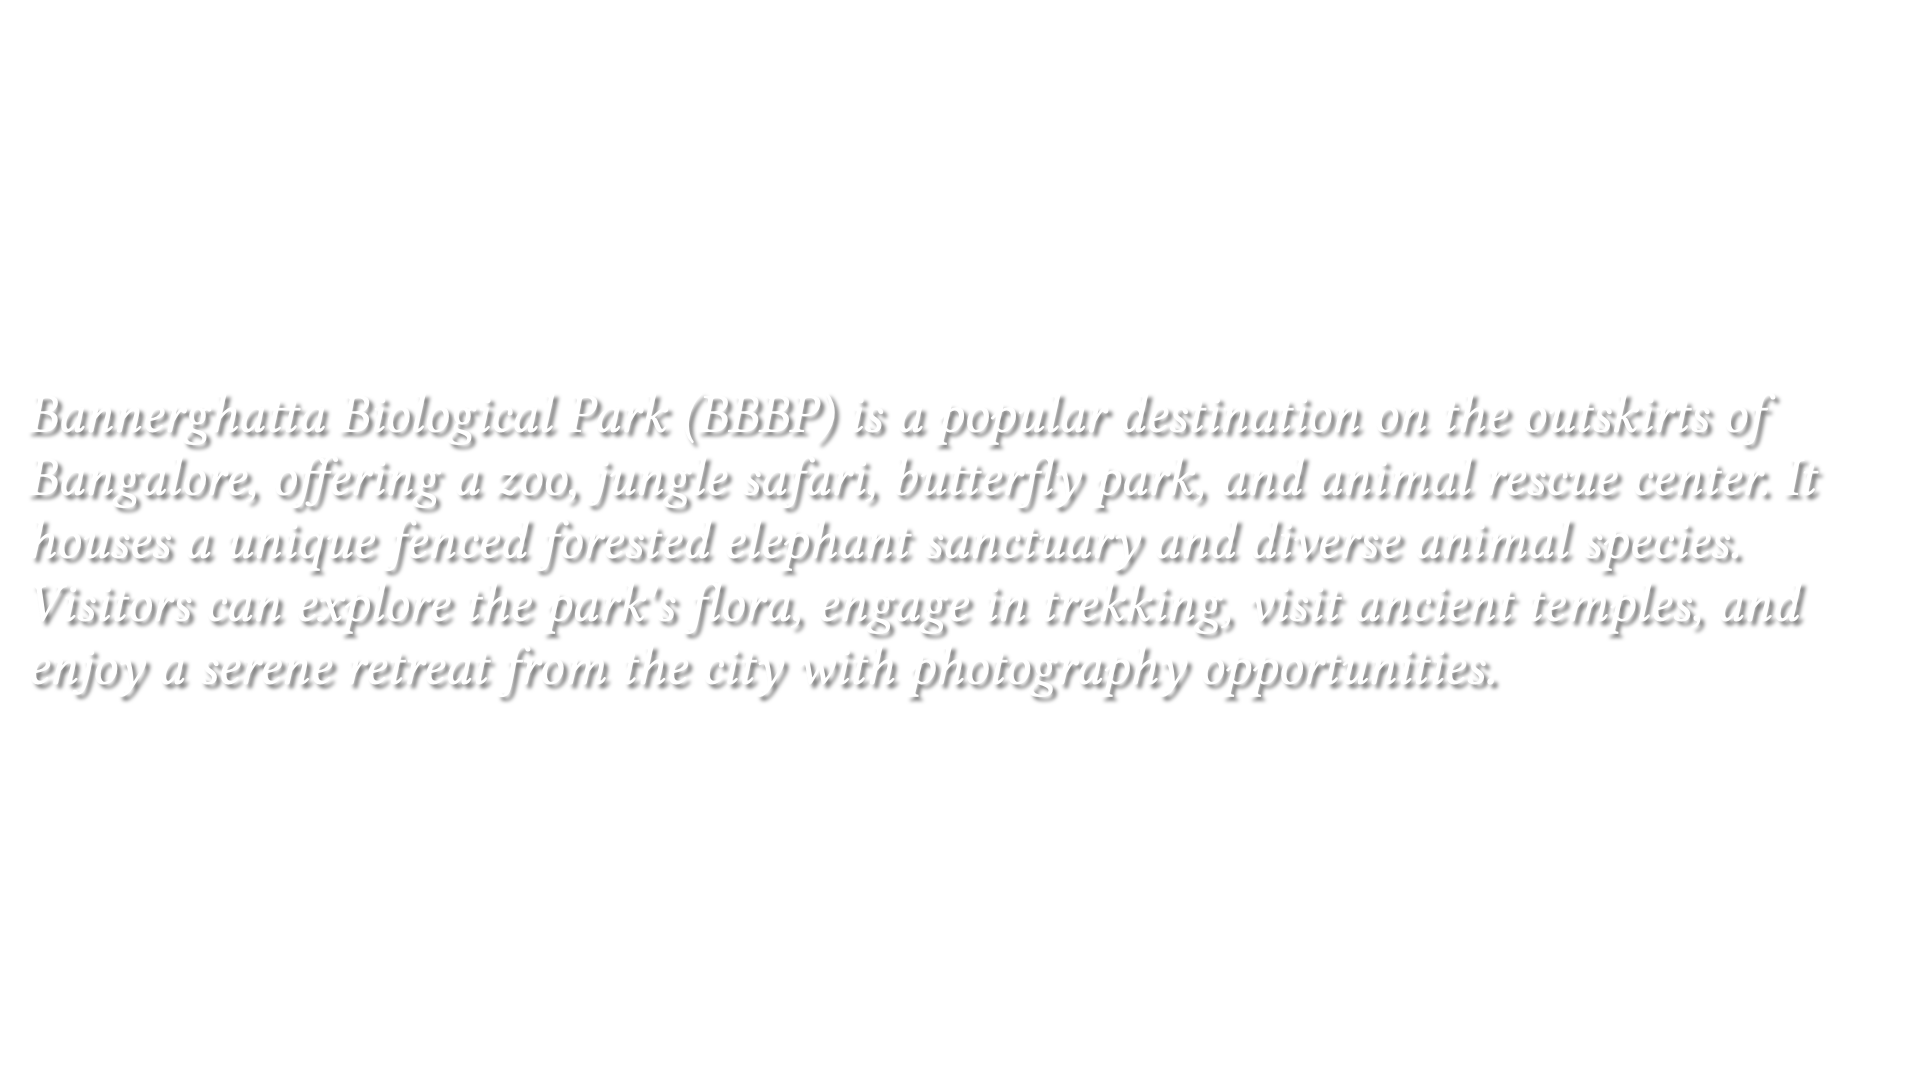 Bannerghatta Biological Park (BBBP) is a popular destination on the outskirts of
Bangalore, offering a zoo, jungle safari, butterfly park, and animal rescue center. It
houses a unique fenced forested elephant sanctuary and diverse animal species.
Visitors can explore the park's flora, engage in trekking, visit ancient temples, and
enjoy a serene retreat from the city with photography opportunities.